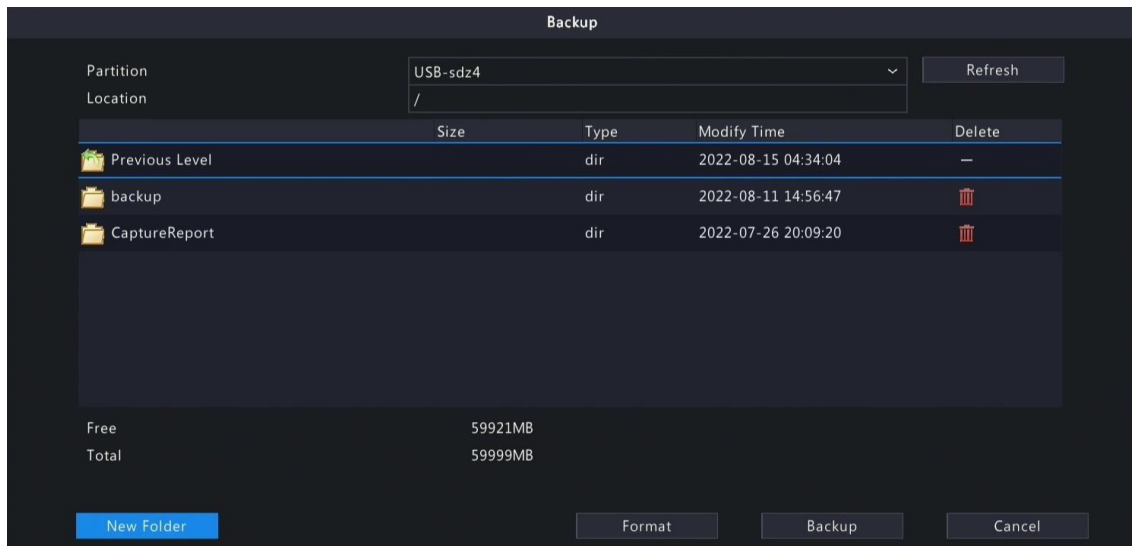 Backup
Partition USB-sdz4 Refresh
Location /
Size Type Modify Time Delete
Previous Level dir 2022-08-15 04:34:04 —
backup dir 2022-08-11 14:56:47
CaptureReport dir 2022-07-26 20:09:20
Free 59921MB
Total 59999MB
New Folder Format Backup Cancel